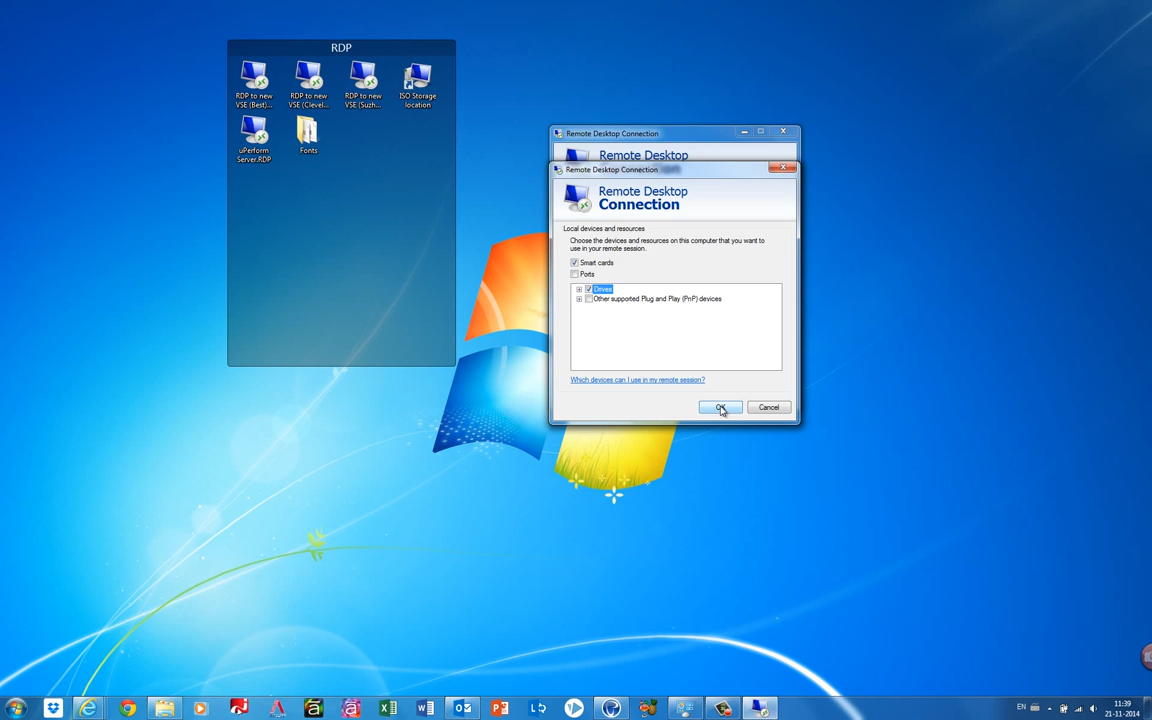 RDP
RDP to new VSE (Best)...
RDP to new VSE (Clevel...
RDP to new VSE (Suzh...
ISO Storage location
uPerform Server.RDP
Fonts
Remote Desktop Connection
Remote Desktop
Remote Desktop Connection
Remote Desktop
Connection
Local devices and resources
Choose the devices and resources on this computer that you want to
use in your remote session.
Smart cards
Ports
Drives
Other supported Plug and Play (PnP) devices
Which devices can I use in my remote session?
OK
Cancel
EN
11:39
21-11-2014